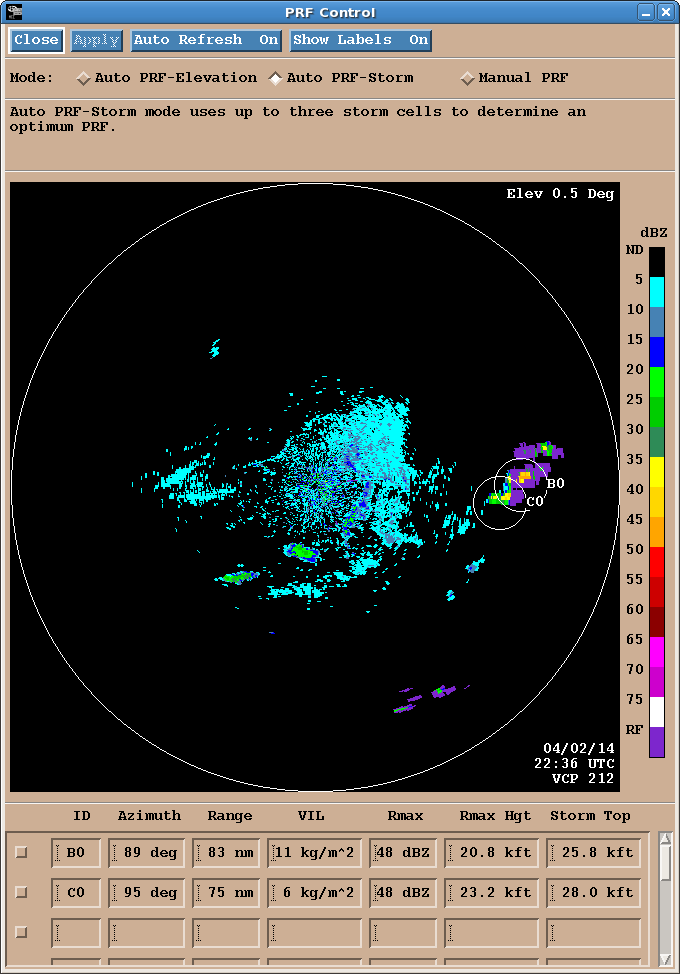 PRF Control
Close Apply Auto Refresh On Show Labels On
Mode: Auto PRF-Elevation Auto PRF-Storm Manual PRF
Auto PRF-Storm mode uses up to three storm cells to determine an
optimum PRF.
Elev 0.5 Deg
dBZ
ND
5
10
15
20
25
30
35
40
45
50
55
60
65
70
75
RF
B0
C0
04/02/14
22:36 UTC
VCP 212
ID Azimuth Range VIL Rmax Rmax Hgt Storm Top
B0 89 deg 83 nm 11 kg/m^2 48 dBZ 20.8 kft 25.8 kft
C0 95 deg 75 nm 6 kg/m^2 48 dBZ 23.2 kft 28.0 kft